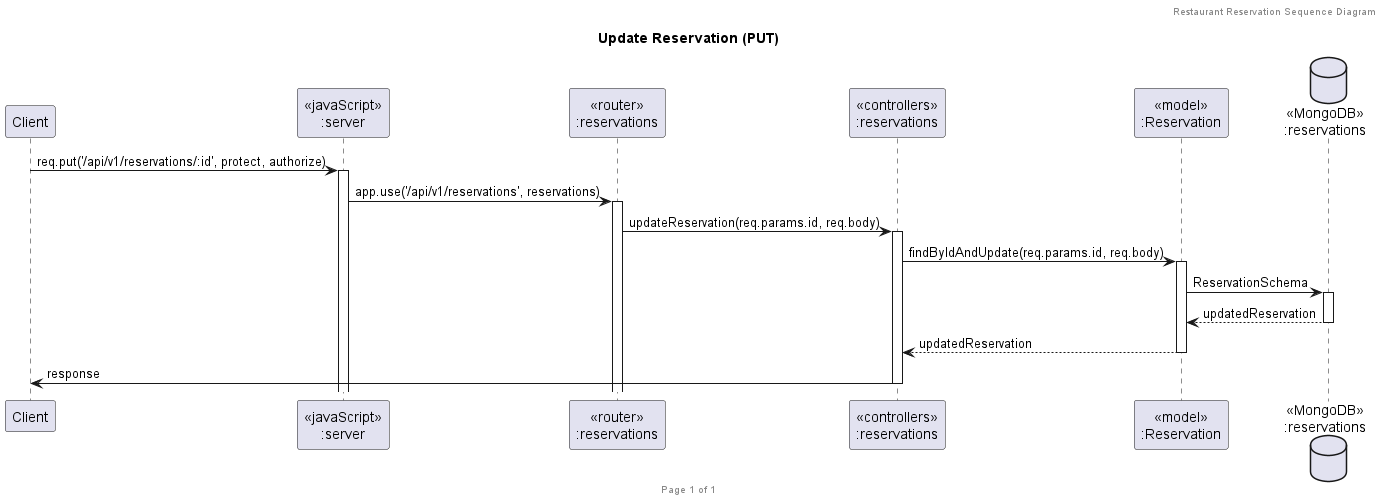 Restaurant Reservation Sequence Diagram
Update Reservation (PUT)
Client
«javaScript»
:server
«router»
:reservations
«controllers»
:reservations
«model»
:Reservation
«MongoDB»
:reservations
req.put('/api/v1/reservations/:id', protect, authorize)
app.use('/api/v1/reservations', reservations)
updateReservation(req.params.id, req.body)
findByIdAndUpdate(req.params.id, req.body)
ReservationSchema
updatedReservation
updatedReservation
response
Client
«javaScript»
:server
«router»
:reservations
«controllers»
:reservations
«model»
:Reservation
«MongoDB»
:reservations
Page 1 of 1